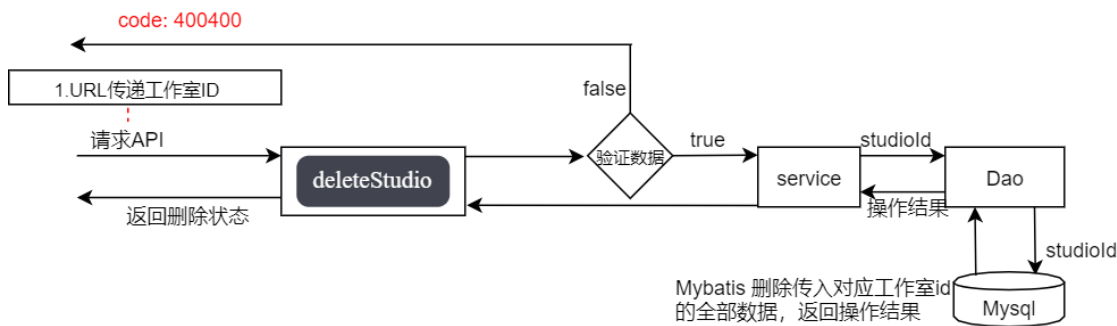 code: 400400
1.URL传递工作室ID
false
请求API
验证数据
true
studioId
deleteStudio
service
Dao
返回删除状态
操作结果
studioId
Mybatis 删除传入对应工作室id
的全部数据，返回操作结果
Mysql